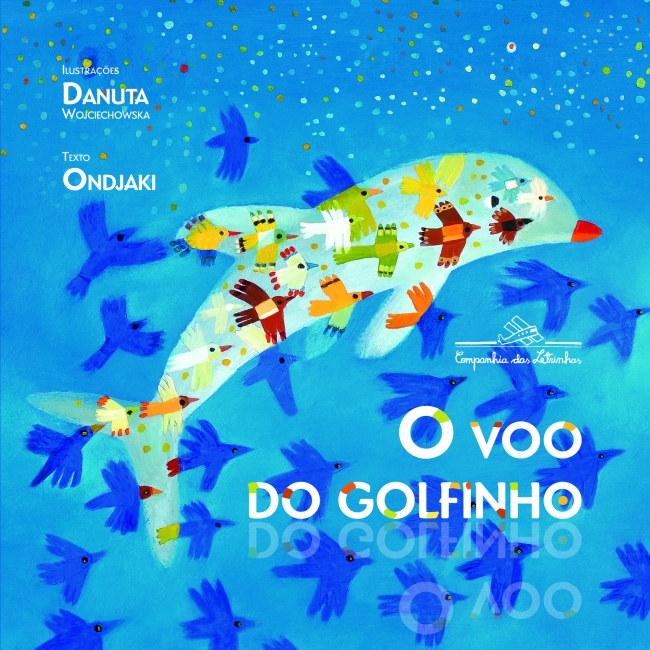 Ilustrações
Danuta
Wojciechowska
Texto
Ondjaki
Companhia das Letrinhas
O voo
do golfinho